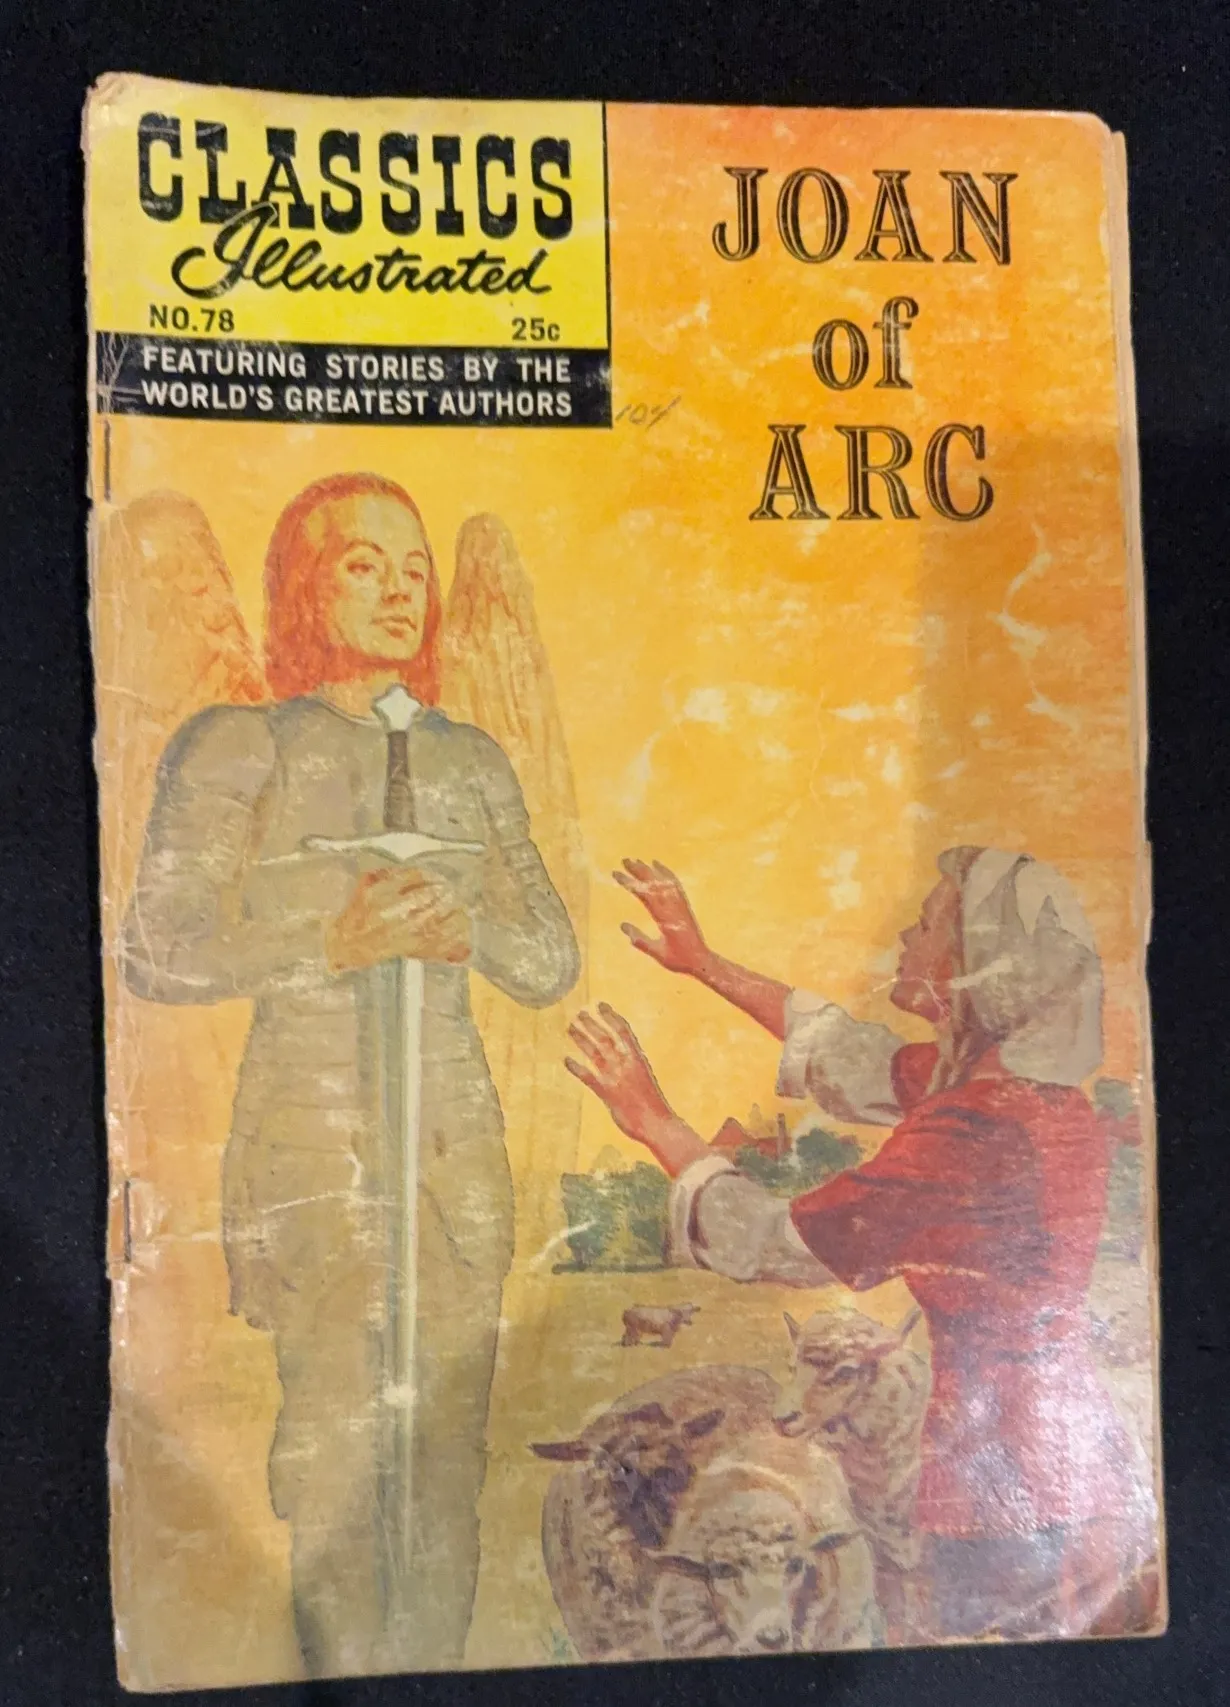 CLASSICS
Illustrated
NO.78 25c
FEATURING STORIES BY THE
WORLD'S GREATEST AUTHORS
JOAN
of
ARC